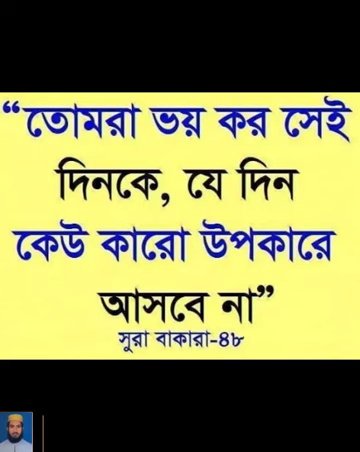 “তোমরা ভয় কর সেই
দিনকে, যে দিন
কেউ কারো উপকারে
আসবে না”
সুরা বাকারা-৪৮